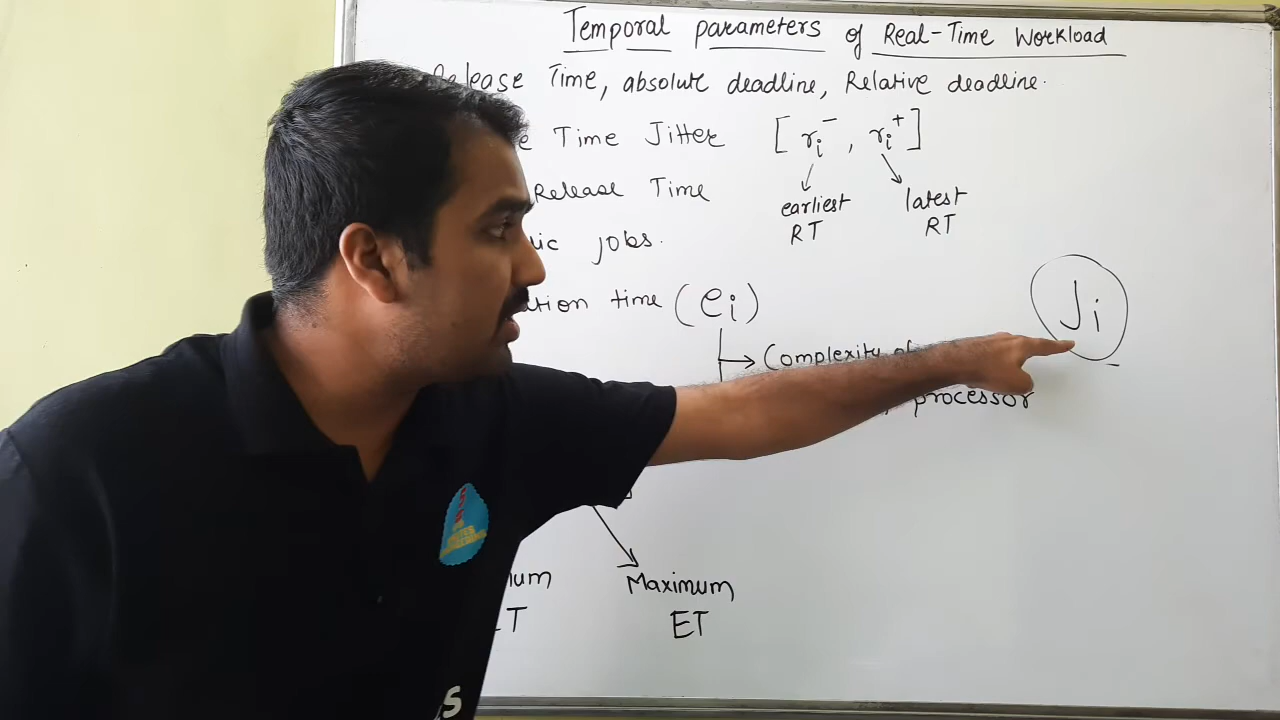 Temporal parameters of Real-Time Workload
Release Time, absolute deadline, Relative deadline.
Time Jitter [ri⁻, ri⁺]
Release Time
earliest RT
latest RT
jobs.
time (ei)
Ji
Complexity of
processor
Maximum
ET